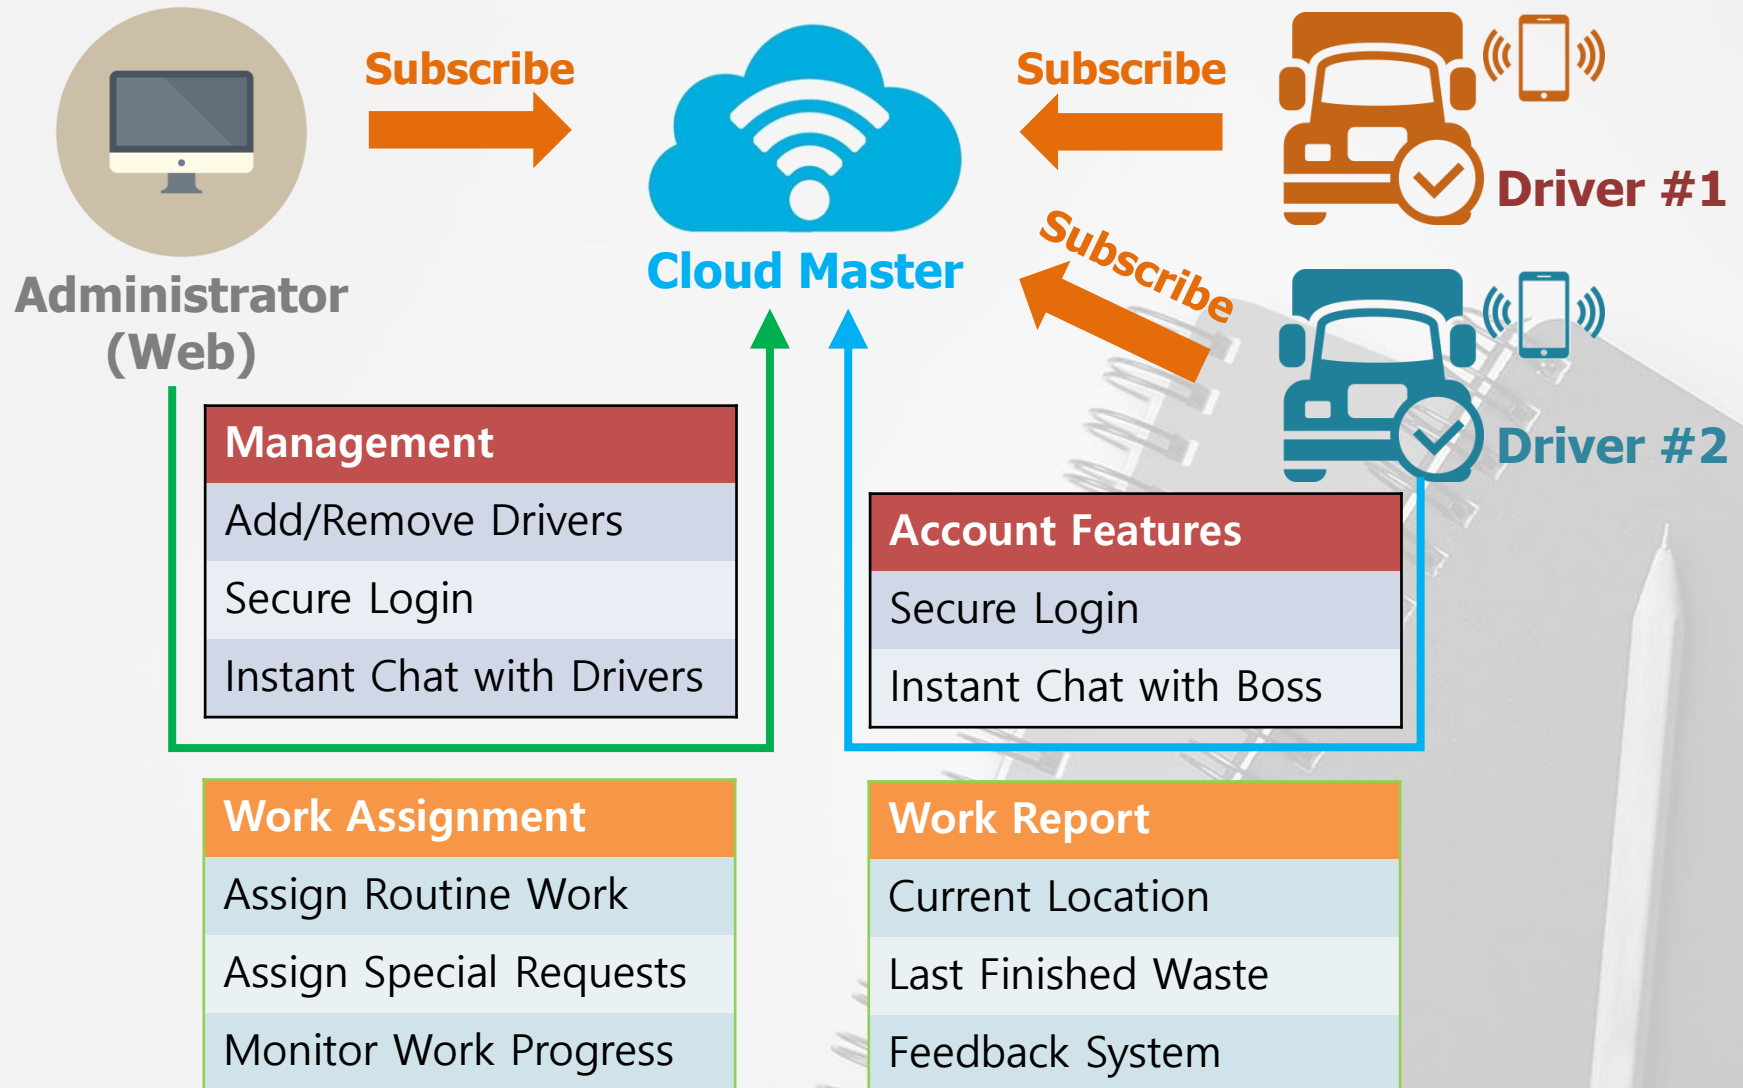 Subscribe
Subscribe
Driver #1
Subscribe
Cloud Master
Administrator
(Web)
Driver #2
Management
Add/Remove Drivers
Secure Login
Instant Chat with Drivers
Account Features
Secure Login
Instant Chat with Boss
Work Assignment
Assign Routine Work
Assign Special Requests
Monitor Work Progress
Work Report
Current Location
Last Finished Waste
Feedback System